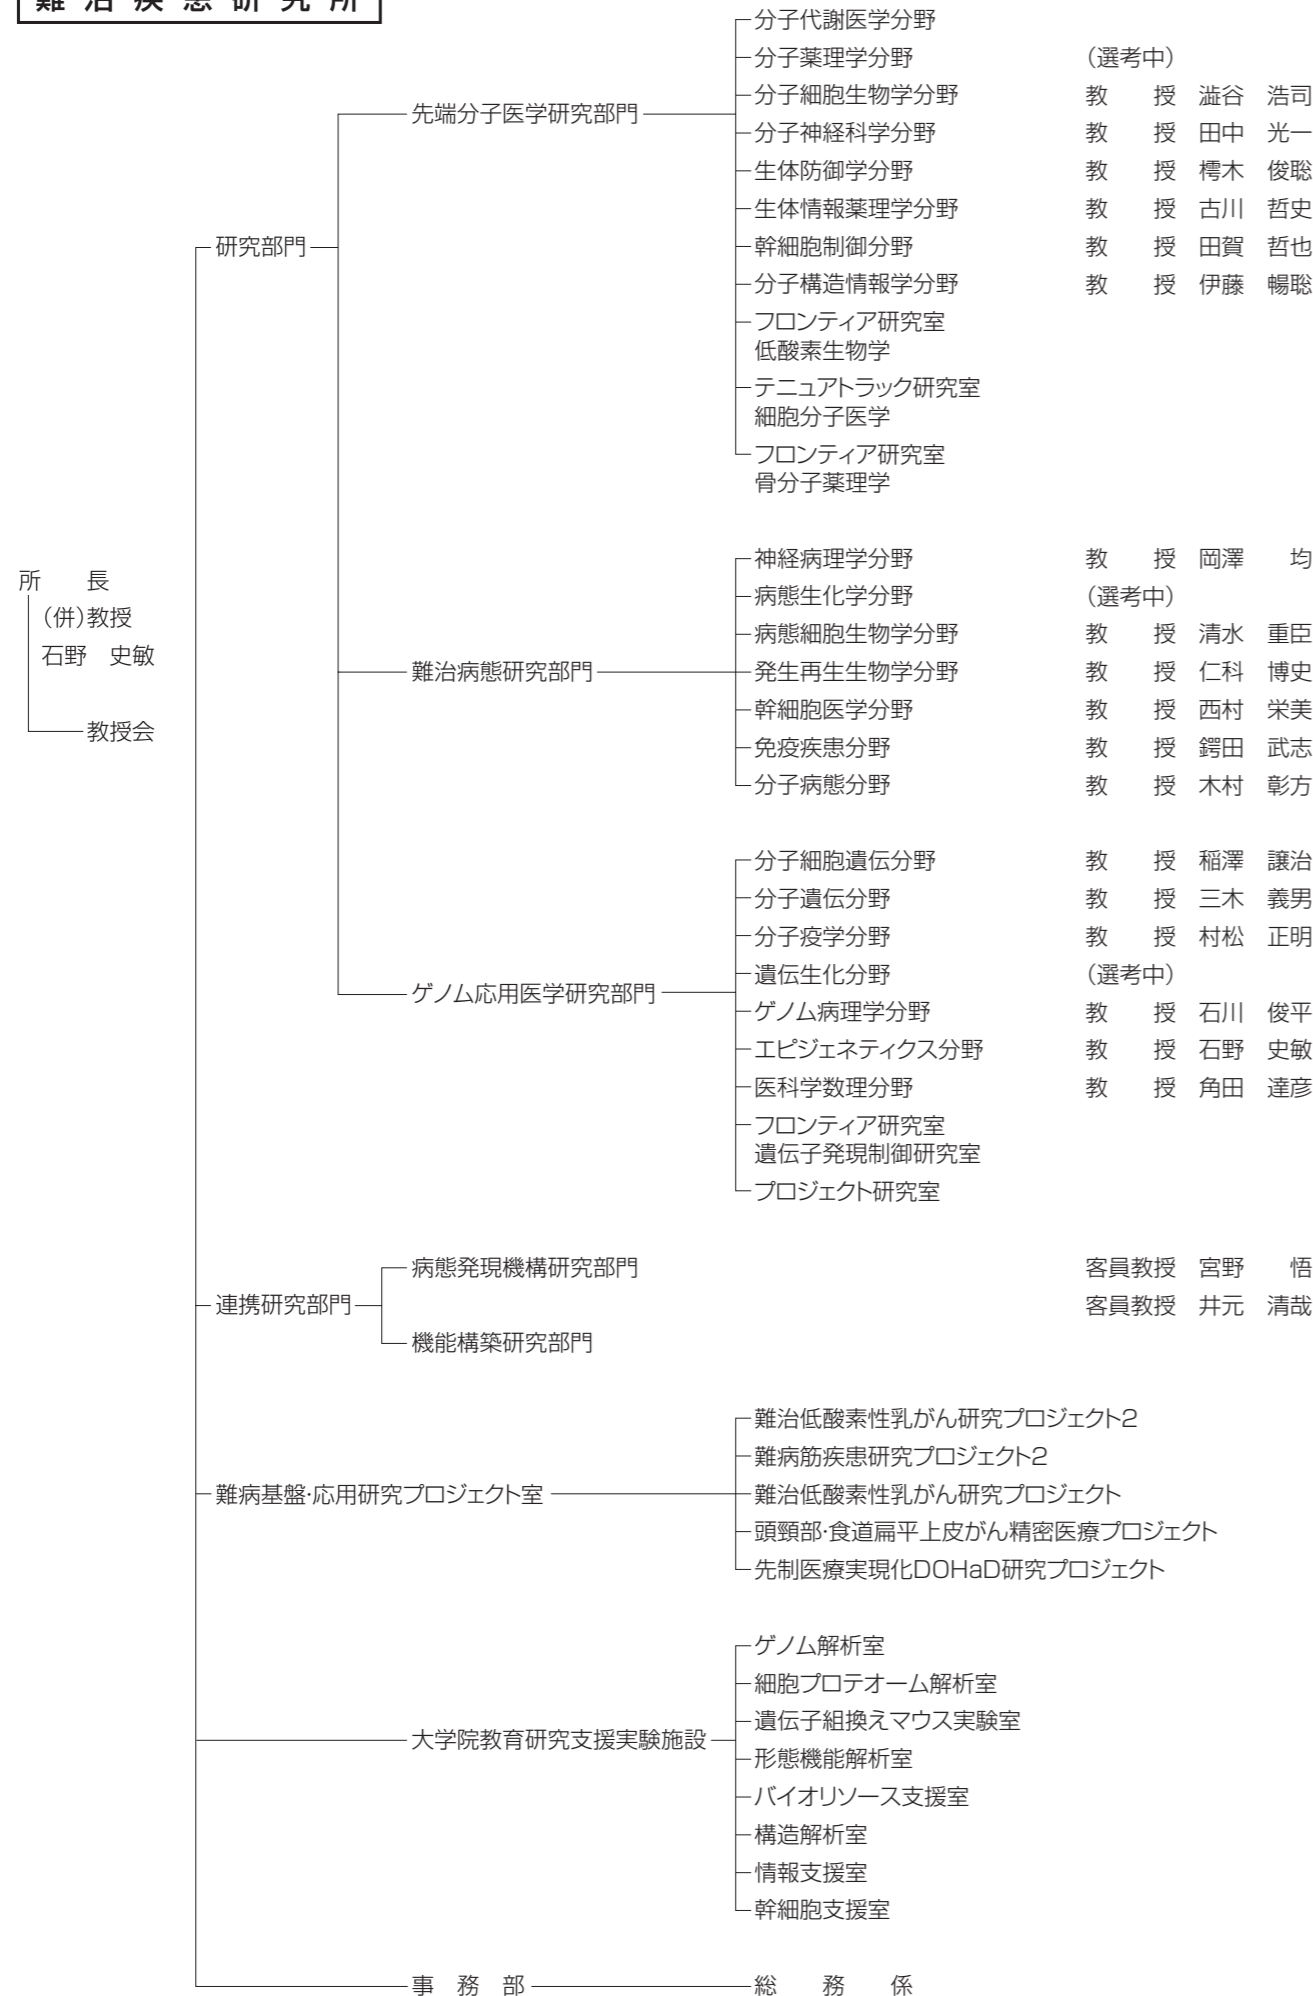 難治疾患研究所
分子代謝医学分野
分子薬理学分野 （選考中）
分子細胞生物学分野 教　授 澁谷　浩司
先端分子医学研究部門
分子神経科学分野 教　授 田中　光一
生体防御学分野 教　授 樗木　俊聡
生体情報薬理学分野 教　授 古川　哲史
研究部門
幹細胞制御分野 教　授 田賀　哲也
分子構造情報学分野 教　授 伊藤　暢聡
フロンティア研究室
低酸素生物学
テニュアトラック研究室
細胞分子医学
フロンティア研究室
骨分子薬理学
所　長
（併）教授
石野　史敏
教授会
神経病理学分野 教　授 岡澤　均
病態生化学分野 （選考中）
病態細胞生物学分野 教　授 清水　重臣
難治病態研究部門
発生再生生物学分野 教　授 仁科　博史
幹細胞医学分野 教　授 西村　栄美
免疫疾患分野 教　授 鍔田　武志
分子病態分野 教　授 木村　彰方
分子細胞遺伝分野 教　授 稲澤　譲治
分子遺伝分野 教　授 三木　義男
分子疫学分野 教　授 村松　正明
遺伝生化分野 （選考中）
ゲノム応用医学研究部門
ゲノム病理学分野 教　授 石川　俊平
エピジェネティクス分野 教　授 石野　史敏
医科学数理分野 教　授 角田　達彦
フロンティア研究室
遺伝子発現制御研究室
プロジェクト研究室
病態発現機構研究部門 客員教授 宮野　悟
連携研究部門 客員教授 井元　清哉
機能構築研究部門
難治低酸素性乳がん研究プロジェクト2
難病筋疾患研究プロジェクト2
難病基盤・応用研究プロジェクト室
難治低酸素性乳がん研究プロジェクト
頭頸部・食道扁平上皮がん精密医療プロジェクト
先制医療実現化DOHaD研究プロジェクト
ゲノム解析室
細胞プロテオーム解析室
遺伝子組換えマウス実験室
大学院教育研究支援実験施設
形態機能解析室
バイオリソース支援室
構造解析室
情報支援室
幹細胞支援室
事　務　部 総　務　係